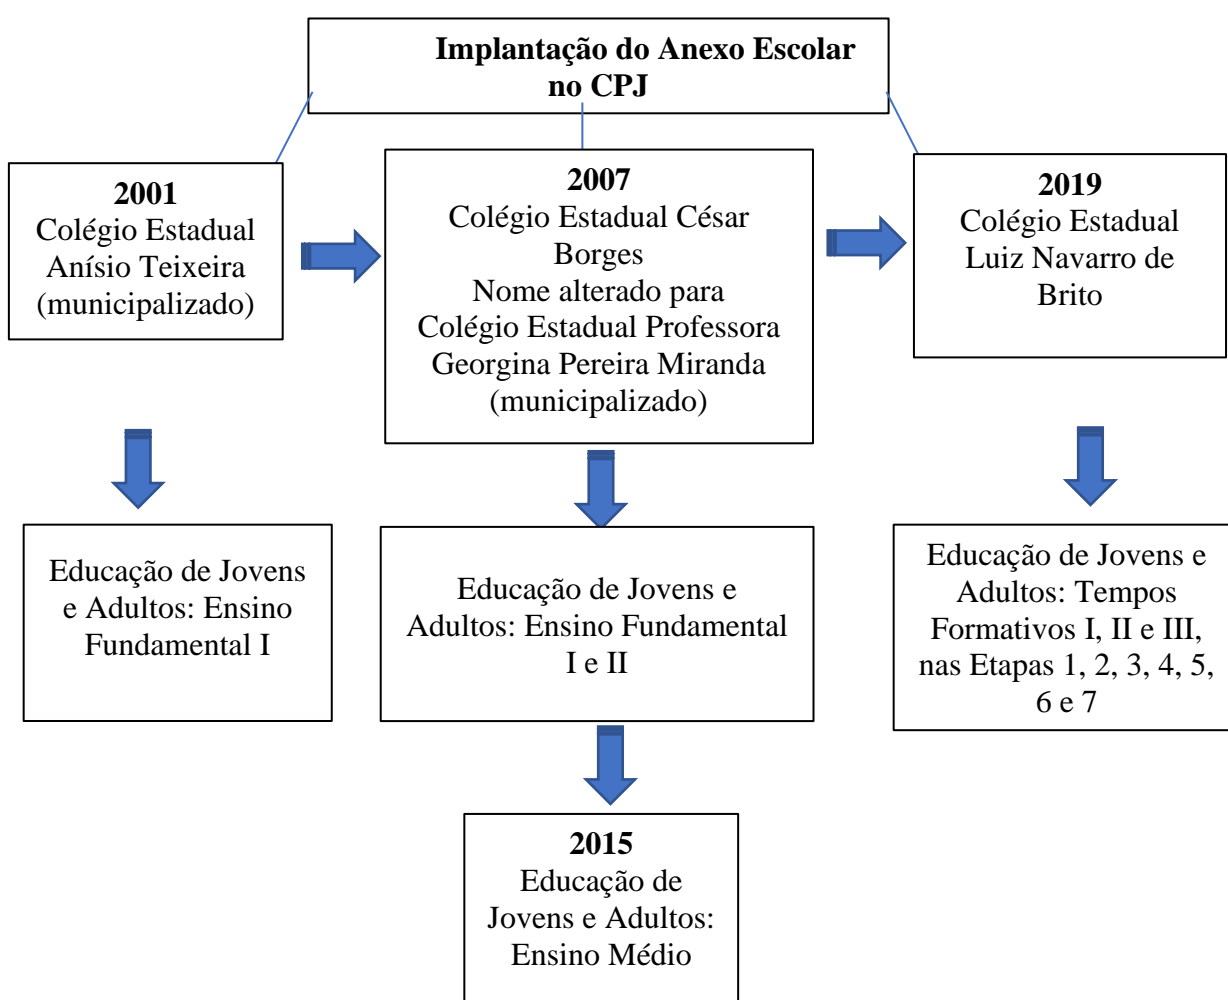 Implantação do Anexo Escolar
no CPJ
2001
Colégio Estadual
Anísio Teixeira
(municipalizado)
2007
Colégio Estadual César
Borges
Nome alterado para
Colégio Estadual Professora
Georgina Pereira Miranda
(municipalizado)
2019
Colégio Estadual
Luiz Navarro de
Brito
Educação de Jovens
e Adultos: Ensino
Fundamental I
Educação de Jovens e
Adultos: Ensino Fundamental
I e II
Educação de Jovens e
Adultos: Tempos
Formativos I, II e III,
nas Etapas 1, 2, 3, 4, 5,
6 e 7
2015
Educação de
Jovens e Adultos:
Ensino Médio